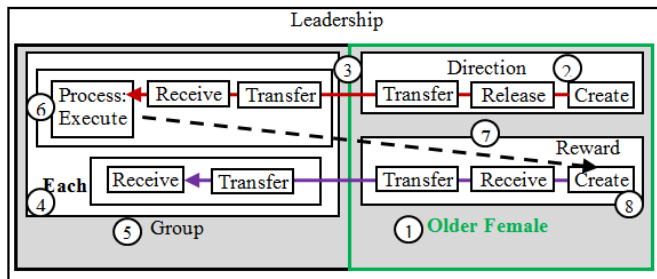 Leadership
3 Direction 2
6 Process: Execute Receive Transfer Transfer Release Create
7 Reward
Each Receive Transfer Transfer Receive Create
4 5 Group 1 Older Female 8